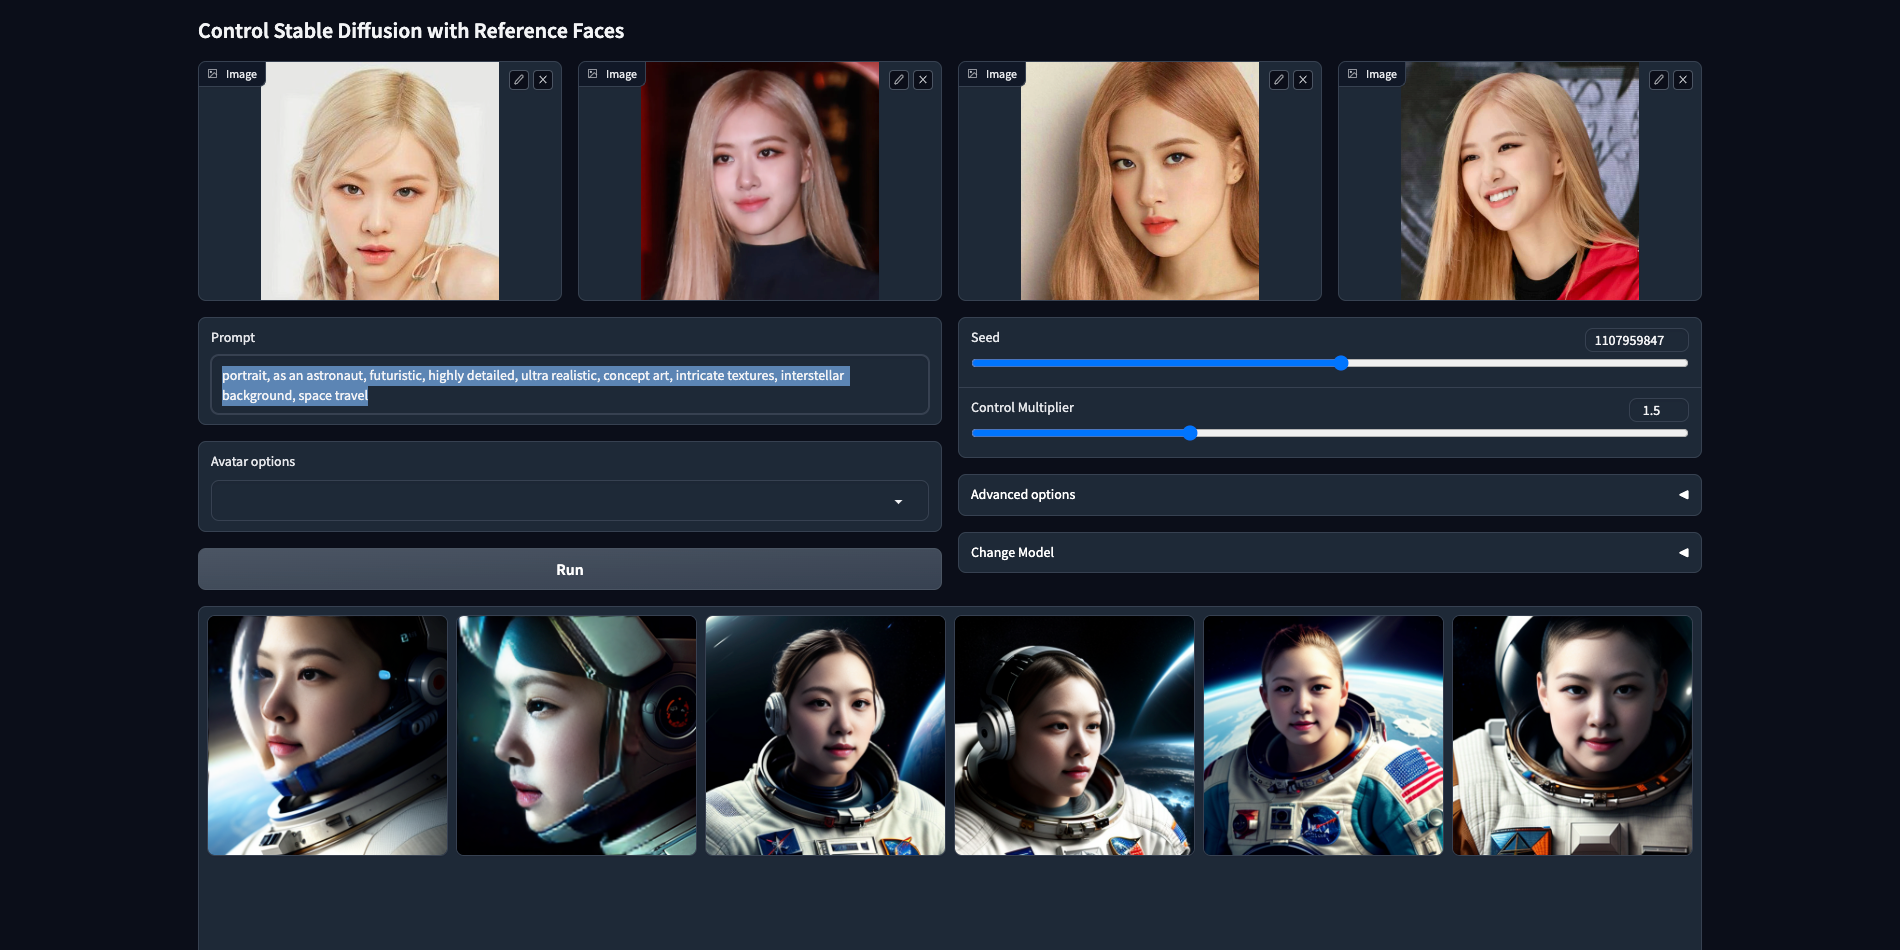 Control Stable Diffusion with Reference Faces
Image
Image
Image
Image
Prompt
portrait, as an astronaut, futuristic, highly detailed, ultra realistic, concept art, intricate textures, interstellar
background, space travel
Seed
1107959847
Control Multiplier
1.5
Avatar options
Advanced options
Change Model
Run